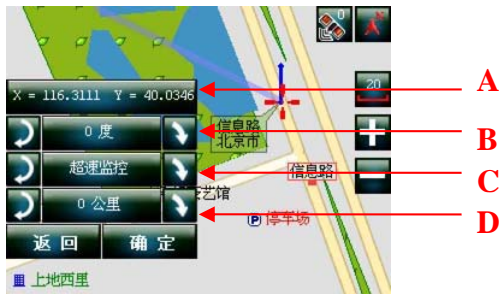 0
N
X = 116.3111 Y = 40.0346
A
20
0 度
B
信息路
北京市
超速监控
C
信息路
艺馆
0 公里
D
P 停车场
返回
确定
上地西里